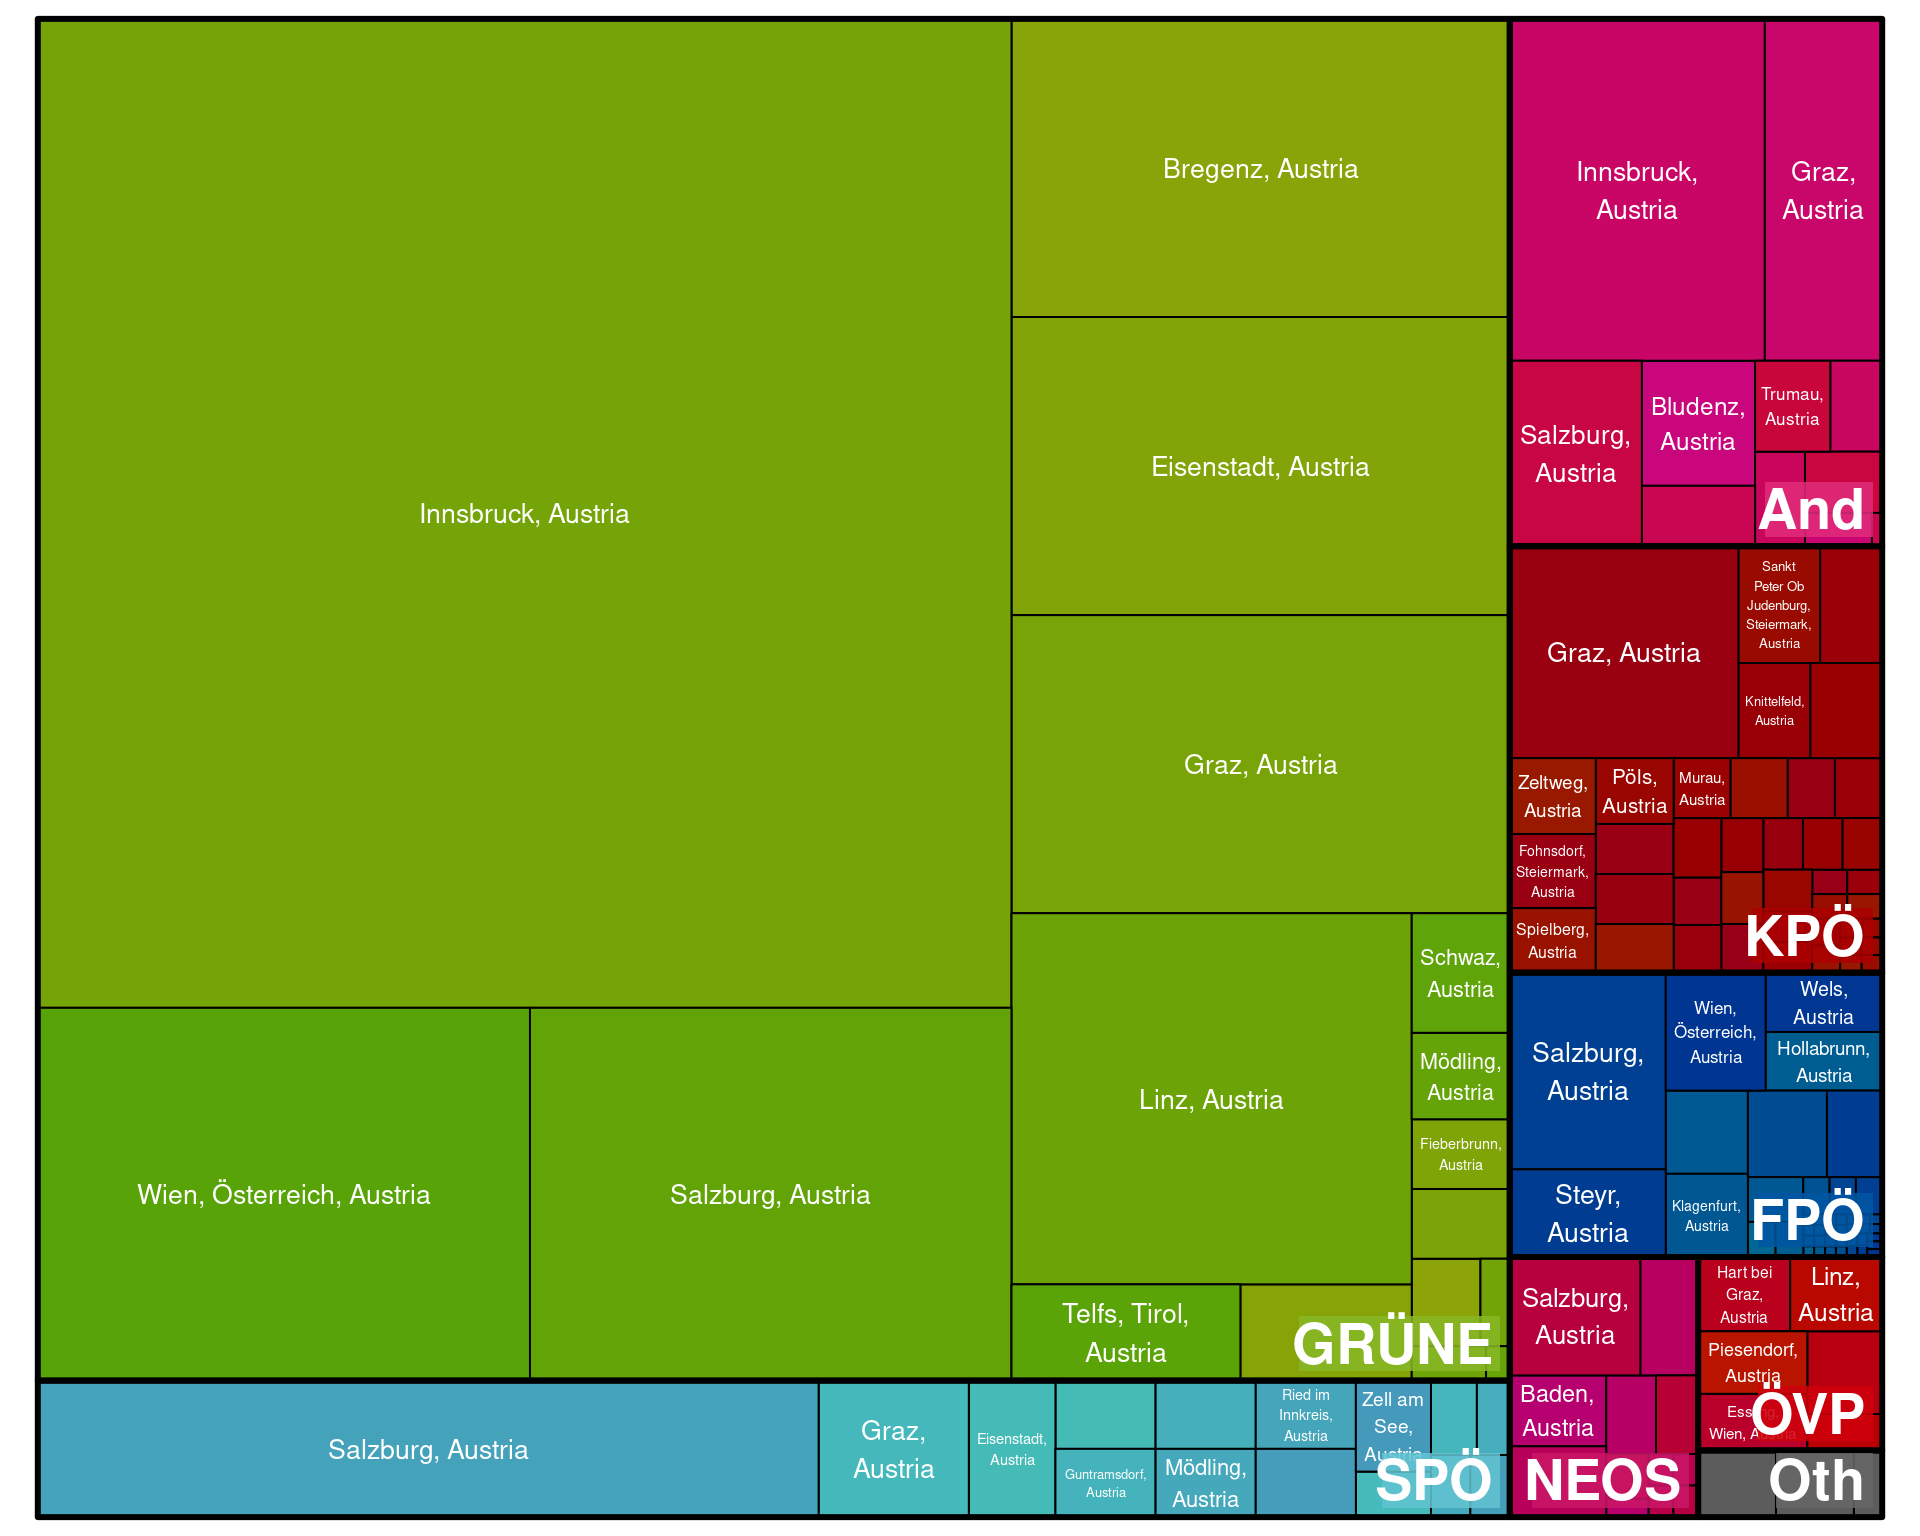 Innsbruck, Austria
Bregenz, Austria
Eisenstadt, Austria
Graz, Austria
Wien, Österreich, Austria
Salzburg, Austria
Linz, Austria
Schwaz,
Austria
Mödling,
Austria
Fieberbrunn,
Austria
Telfs, Tirol,
Austria
GRÜNE
Salzburg, Austria
Graz,
Austria
Eisenstadt,
Austria
Guntramsdorf,
Austria
Mödling,
Austria
Ried im
Innkreis,
Austria
Zell am
See,
Austria
SPÖ
Innsbruck,
Austria
Graz,
Austria
Salzburg,
Austria
Bludenz,
Austria
Trumau,
Austria
And
Graz, Austria
Sankt
Peter Ob
Judenburg,
Steiermark,
Austria
Knittelfeld,
Austria
Zeltweg,
Austria
Pöls,
Austria
Murau,
Austria
Fohnsdorf,
Steiermark,
Austria
Spielberg,
Austria
KPÖ
Salzburg,
Austria
Wien,
Österreich,
Austria
Wels,
Austria
Hollabrunn,
Austria
Steyr,
Austria
Klagenfurt,
Austria
FPÖ
Salzburg,
Austria
Baden,
Austria
NEOS
Hart bei
Graz,
Austria
Linz,
Austria
Piesendorf,
Austria
Essling,
Wien, Austria
ÖVP
Oth